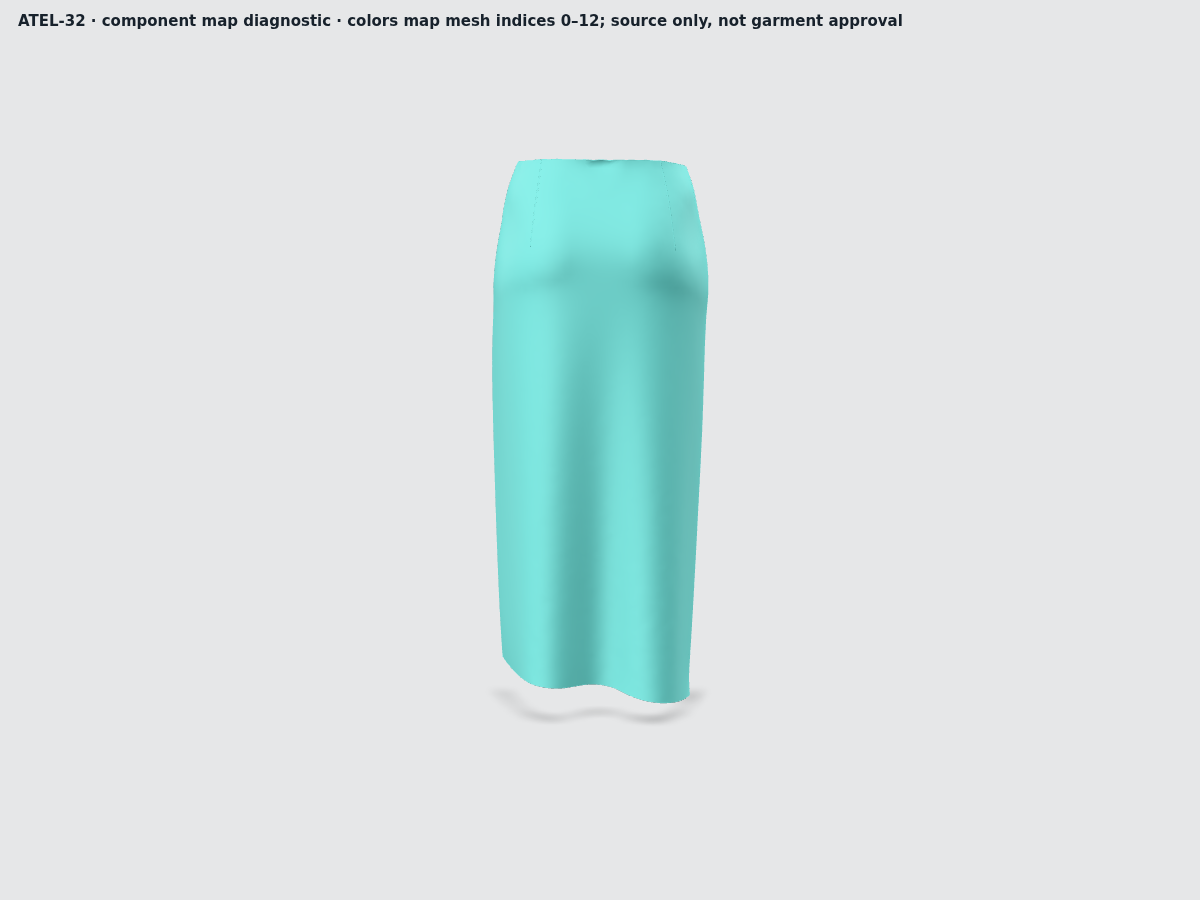 ATEL-32 · component map diagnostic · colors map mesh indices 0–12; source only, not garment approval